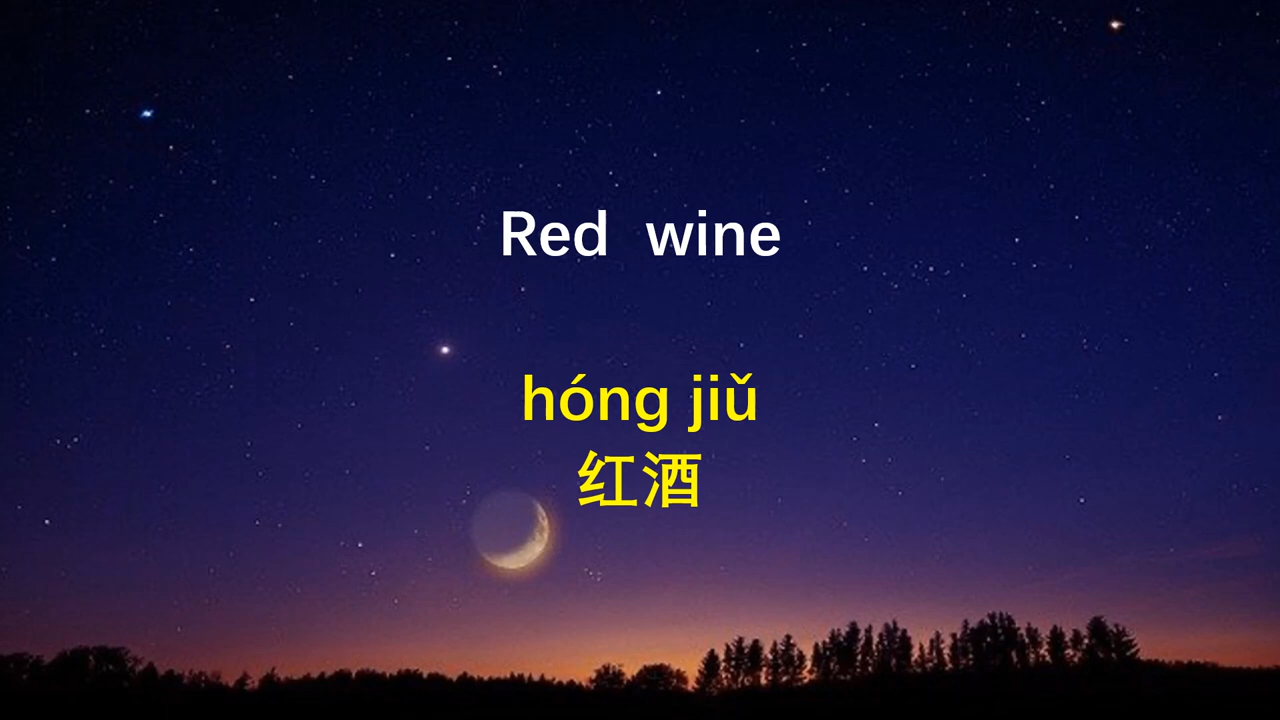 Red wine
hóng jiǔ
红酒